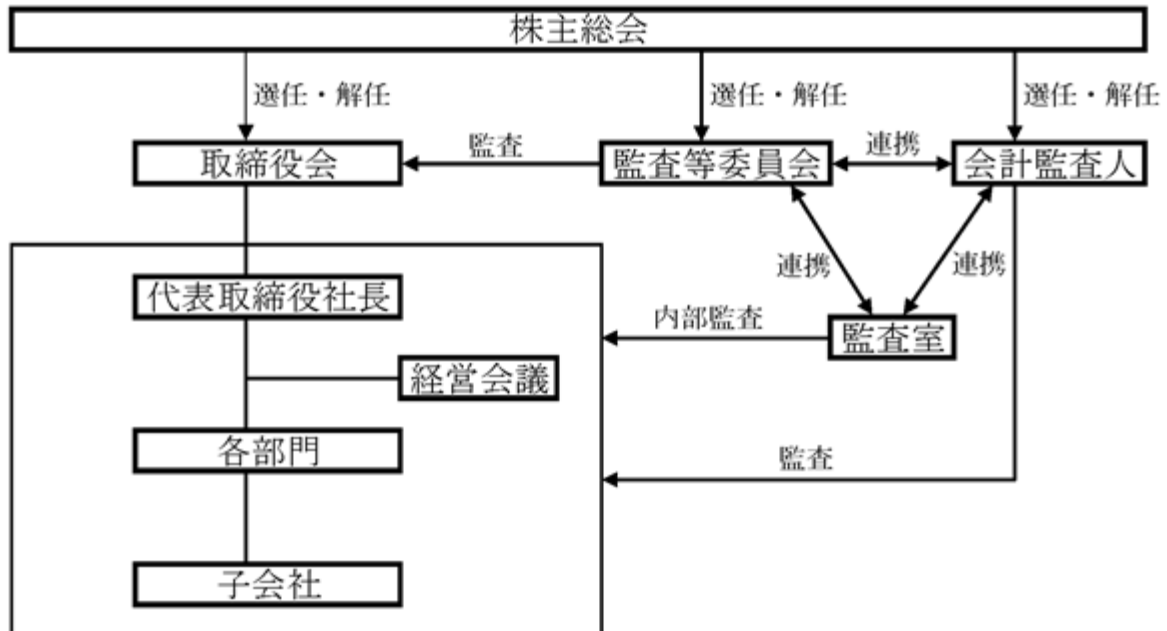 株主総会
選任・解任
選任・解任
選任・解任
取締役会
監査
監査等委員会
連携
会計監査人
連携
連携
代表取締役社長
内部監査
監査室
経営会議
各部門
監査
子会社